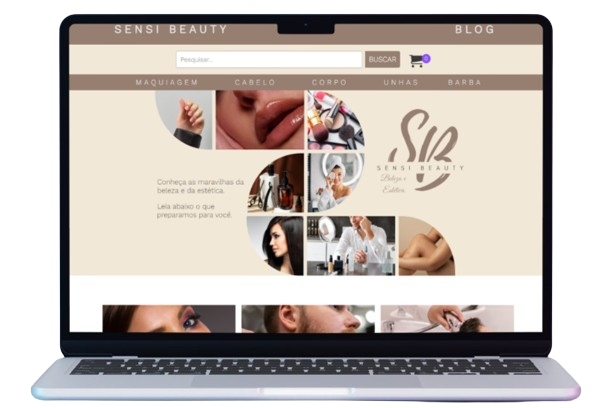 SENSI BEAUTY
BLOG
Pesquisar...
BUSCAR
0
MAQUIAGEM CABELO CORPO UNHAS BARBA
Conheça as maravilhas da
beleza e da estética.
Leia abaixo o que
preparamos para você.
SB
SENSI BEAUTY
Beleza e
Estética